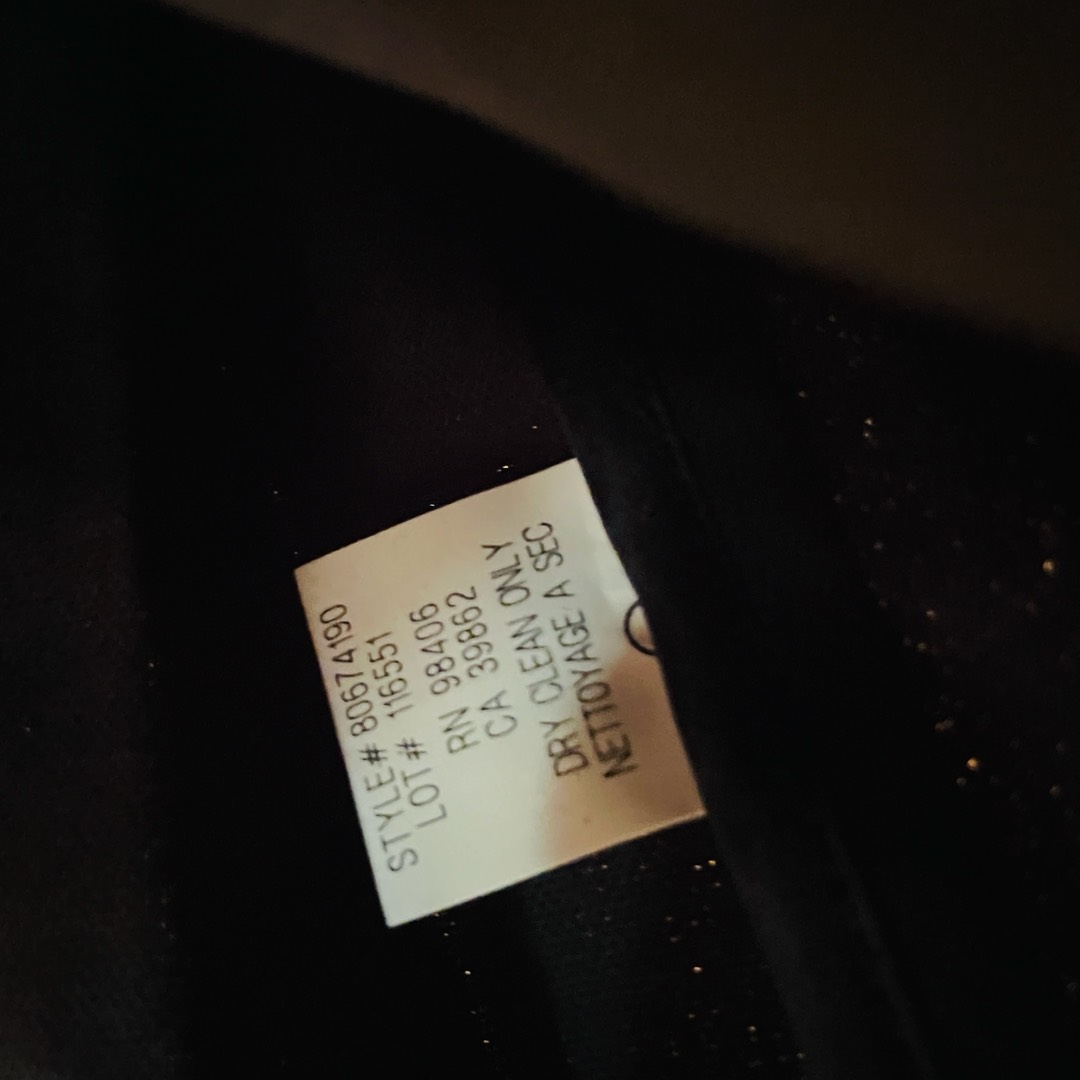 STYLE# 80674190
LOT# 116551
RN 98406
CA 39862
DRY CLEAN ONLY
NETTOYAGE A SEC